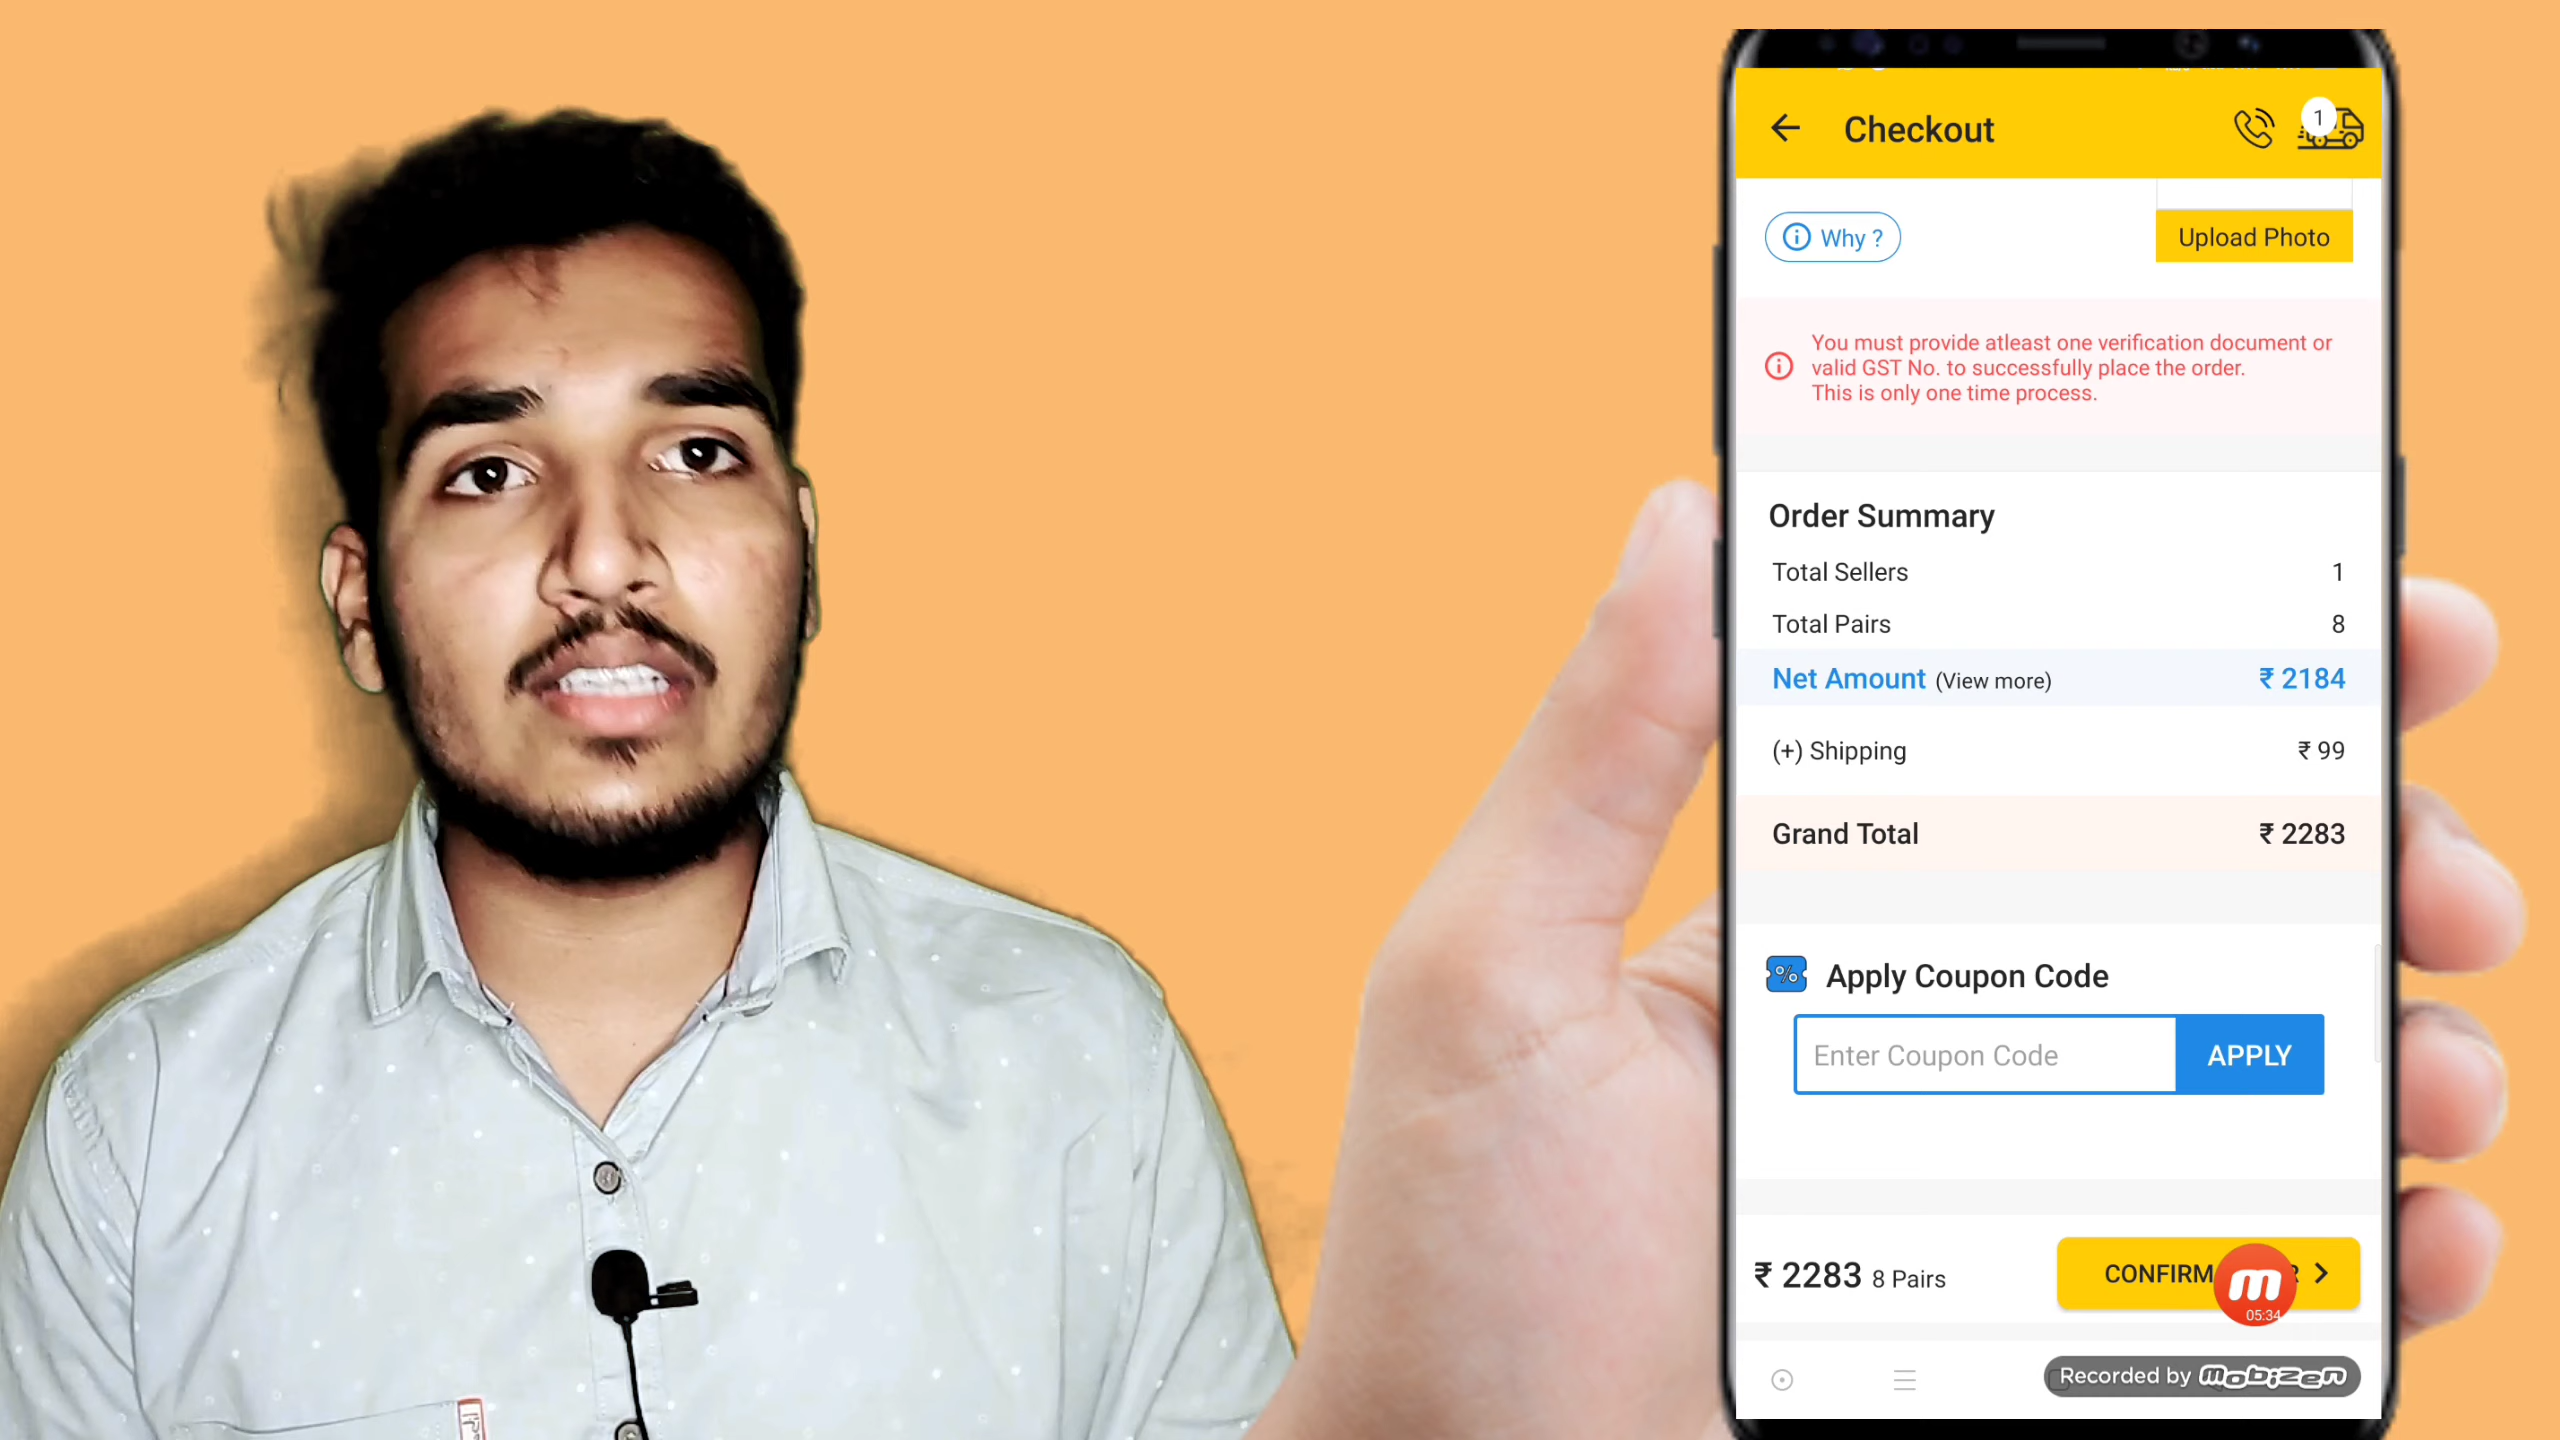 Checkout
1
Why ?
Upload Photo
You must provide atleast one verification document or
valid GST No. to successfully place the order.
This is only one time process.
Order Summary
Total Sellers 1
Total Pairs 8
Net Amount (View more) ₹ 2184
(+) Shipping ₹ 99
Grand Total ₹ 2283
% Apply Coupon Code
Enter Coupon Code APPLY
₹ 2283 8 Pairs CONFIRM
m
05:34
Recorded by mobizen